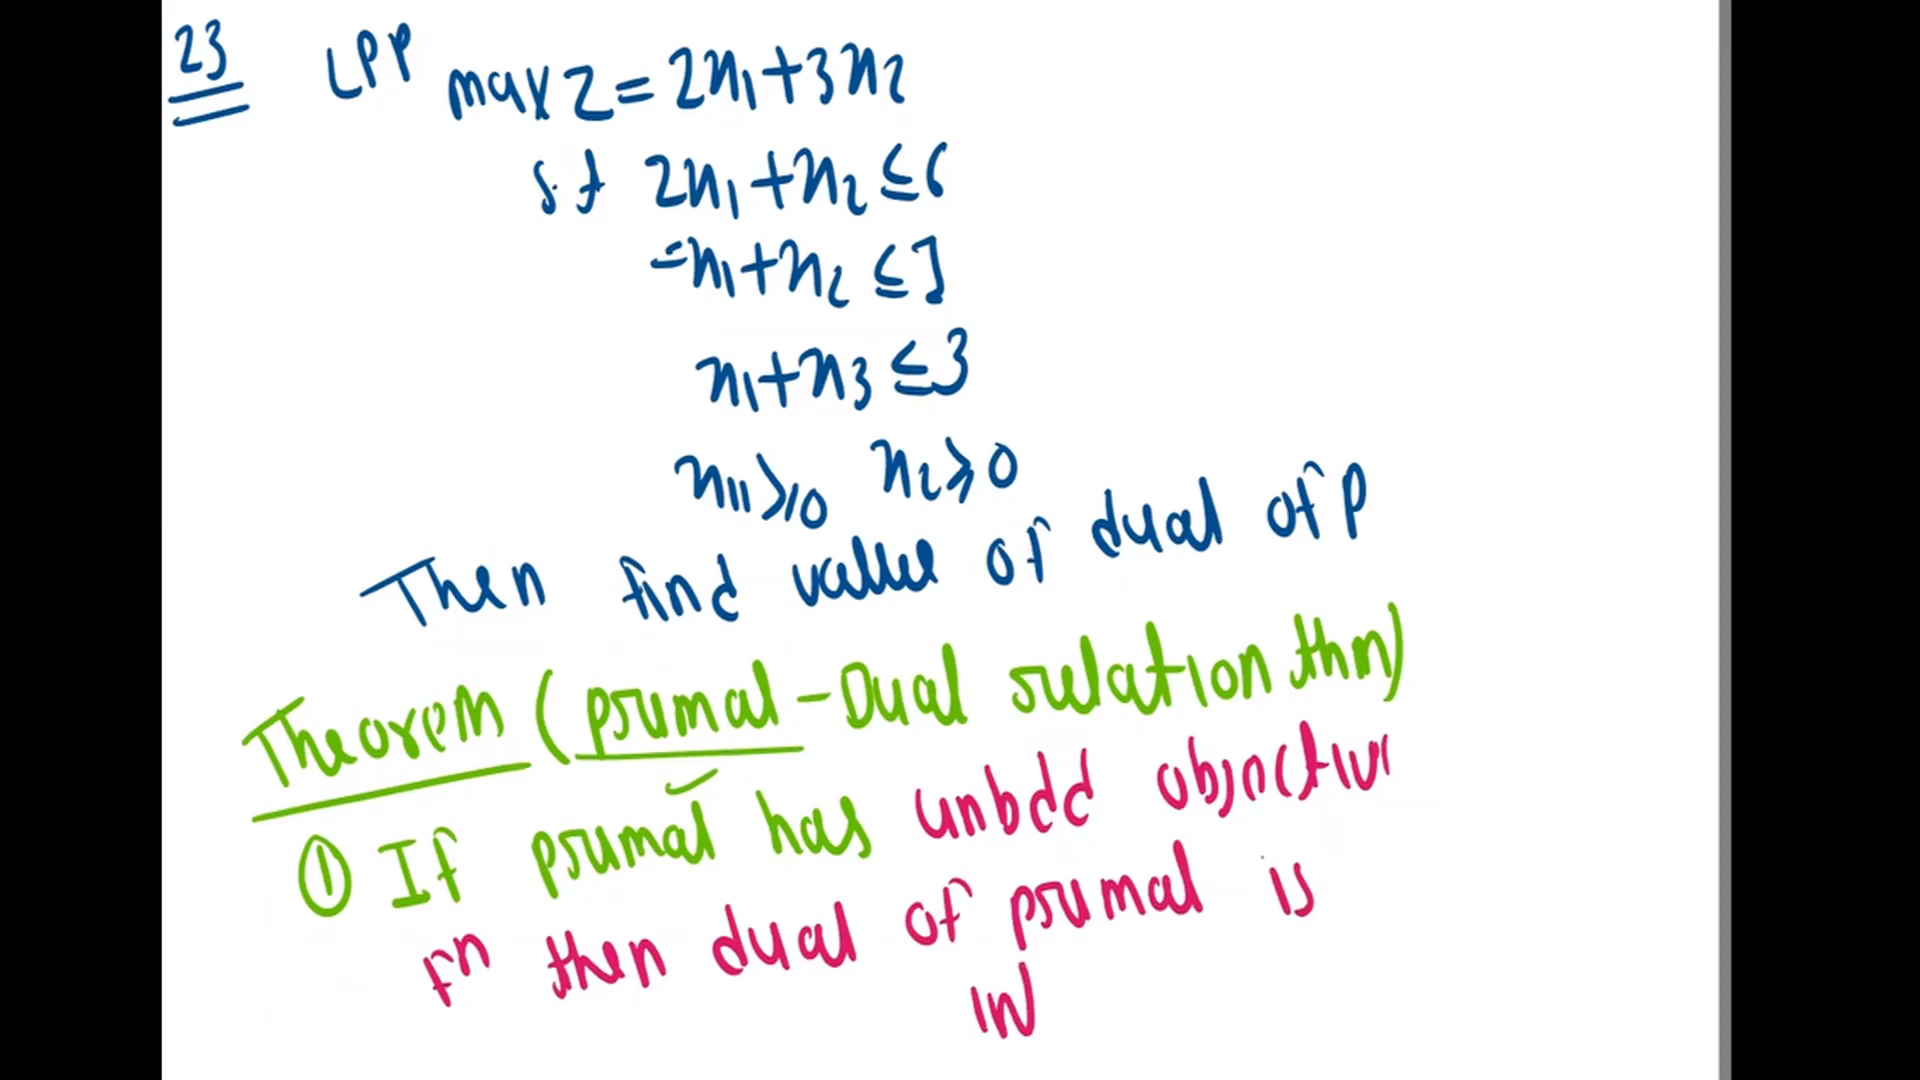 23 LPP max Z = 2x₁+3x₂
s.t 2x₁+x₂ ≤ 6
-x₁+x₂ ≤ 1
x₁+x₃ ≤ 3
x₁ ≥ 0 x₂ ≥ 0
Then find value of dual of P
Theorem (primal-Dual relation thm)
① If primal has unbdd objective
fn then dual of primal is